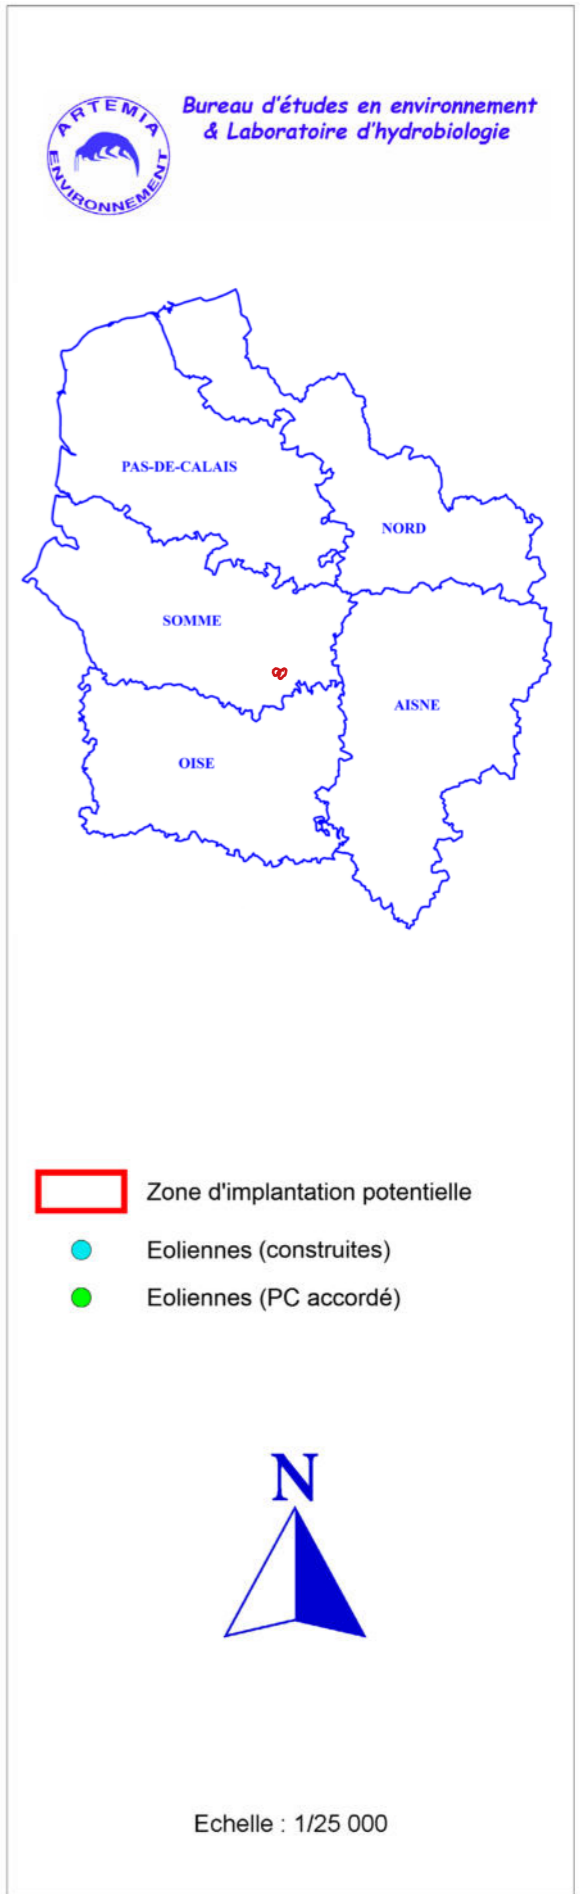 ARTEMIA
ENVIRONNEMENT
Bureau d'études en environnement
& Laboratoire d'hydrobiologie
PAS-DE-CALAIS
NORD
SOMME
AISNE
OISE
Zone d'implantation potentielle
Eoliennes (construites)
Eoliennes (PC accordé)
N
Echelle : 1/25 000